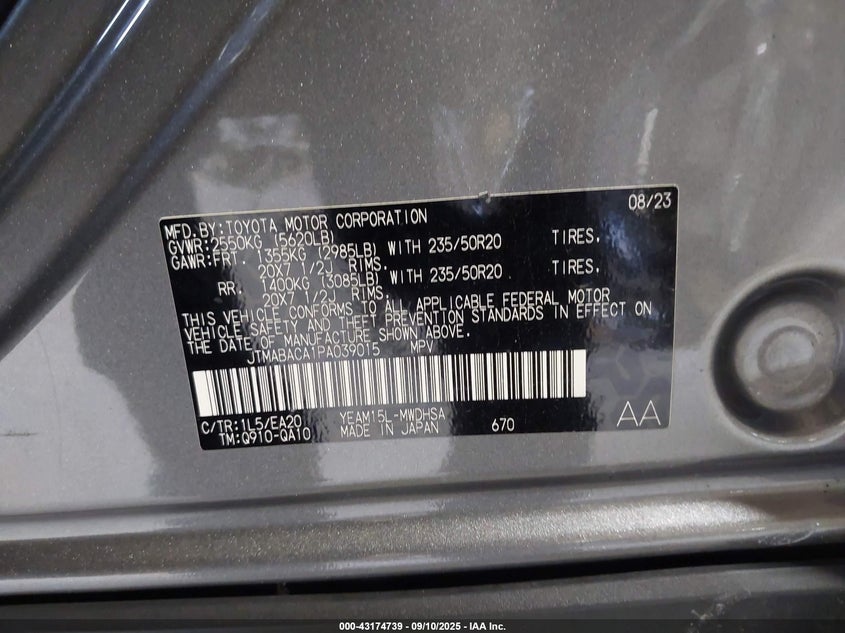 08/23
MFD.BY:TOYOTA MOTOR CORPORATION
GVWR:2550KG (5620LB)
GAWR:FRT. 1355KG (2985LB) WITH 235/50R20 TIRES.
20X7 1/2J RIMS.
RR. 1400KG (3085LB) WITH 235/50R20 TIRES.
20X7 1/2J RIMS.
THIS VEHICLE CONFORMS TO ALL APPLICABLE FEDERAL MOTOR
VEHICLE SAFETY AND THEFT PREVENTION STANDARDS IN EFFECT ON
THE DATE OF MANUFACTURE SHOWN ABOVE.
JTMABACA1PA039015 MPV
C/TR:1L5/EA20 YEAM15L-MWDHSA
TM:Q910-QA10 MADE IN JAPAN 670
AA
000-43174739 - 09/10/2025 - IAA Inc.